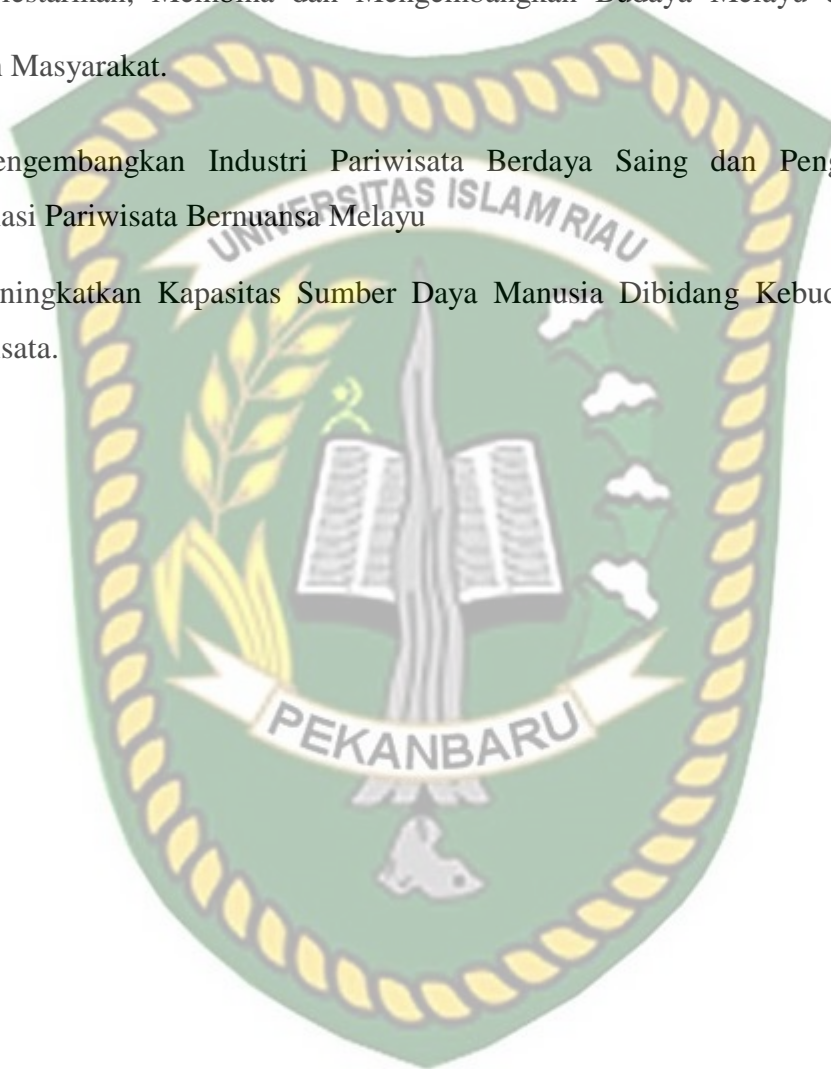 estarikan, Membina dan Mengembangkan Budaya Melayu
Masyarakat.
engembangkan Industri Pariwisata Berdaya Saing dan Peng
asi Pariwisata Bernuansa Melayu
UNIVERSITAS ISLAM RIAU
ningkatkan Kapasitas Sumber Daya Manusia Dibidang Kebud
sata.
PEKANBARU